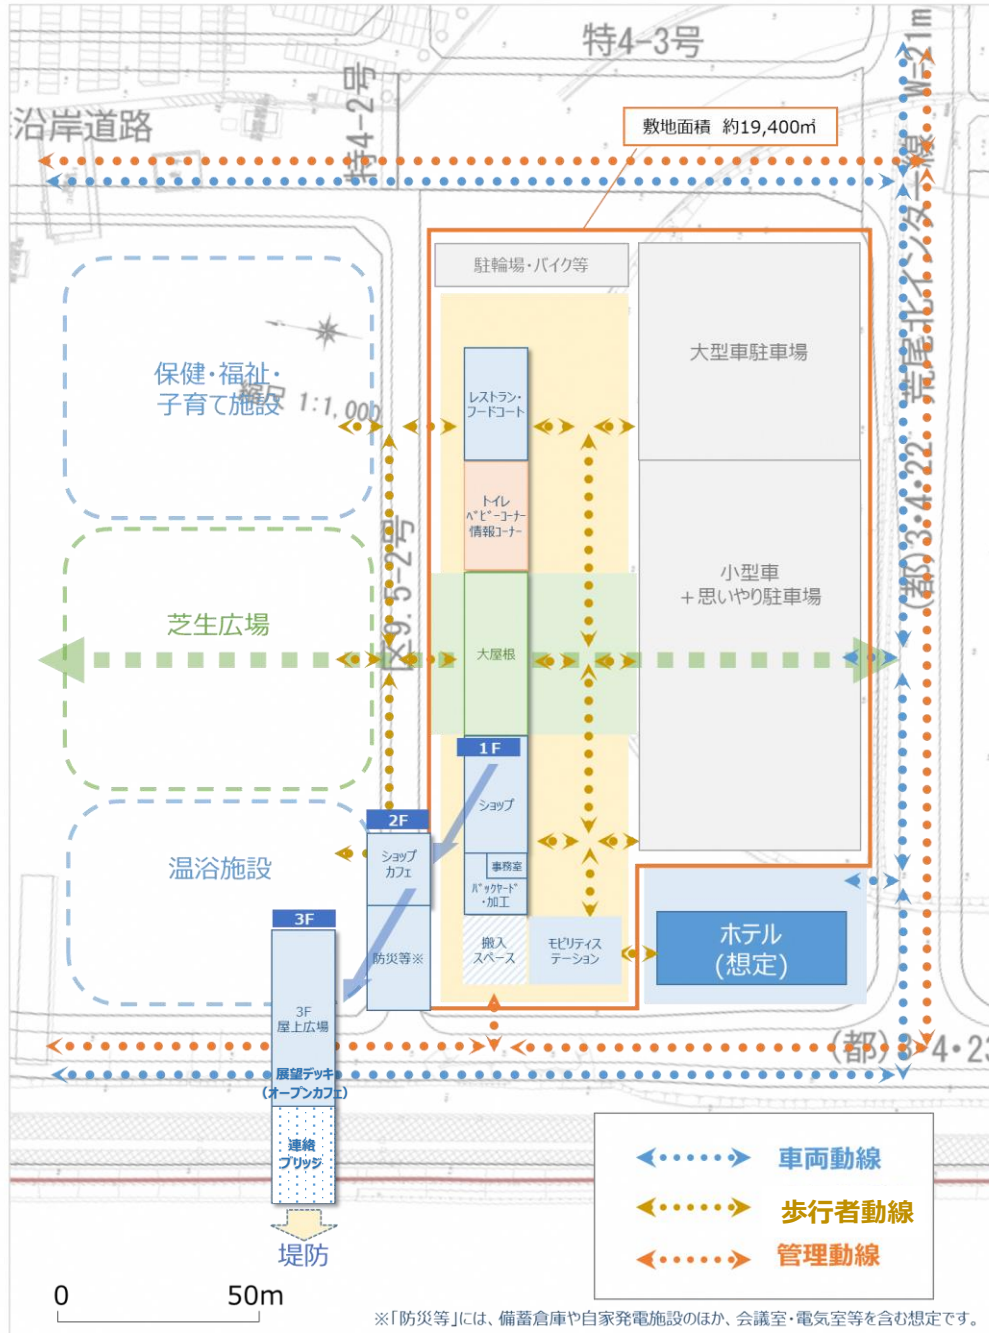 特4-3号
特4-2号
沿岸道路
W=21m
敷地面積 約19,400㎡
駐輪場・バイク等
大型車駐車場
保健・福祉・
子育て施設
縮尺 1:1,000
レストラン・
フードコート
荒尾北インター線
トイレ
ベビーコーナー
情報コーナー
区9.5-2号
小型車
＋思いやり駐車場
(都)3・4・22
芝生広場
大屋根
1F
ショップ
2F
ショップ
カフェ
事務室
バックヤード
・加工
温浴施設
3F
防災等※
搬入
スペース
モビリティス
テーション
ホテル
(想定)
3F
屋上広場
(都)3・4・23
展望デッキ
(オープンカフェ)
連絡
ブリッジ
堤防
車両動線
歩行者動線
管理動線
0 50m
※「防災等」には、備蓄倉庫や自家発電施設のほか、会議室・電気室等を含む想定です。